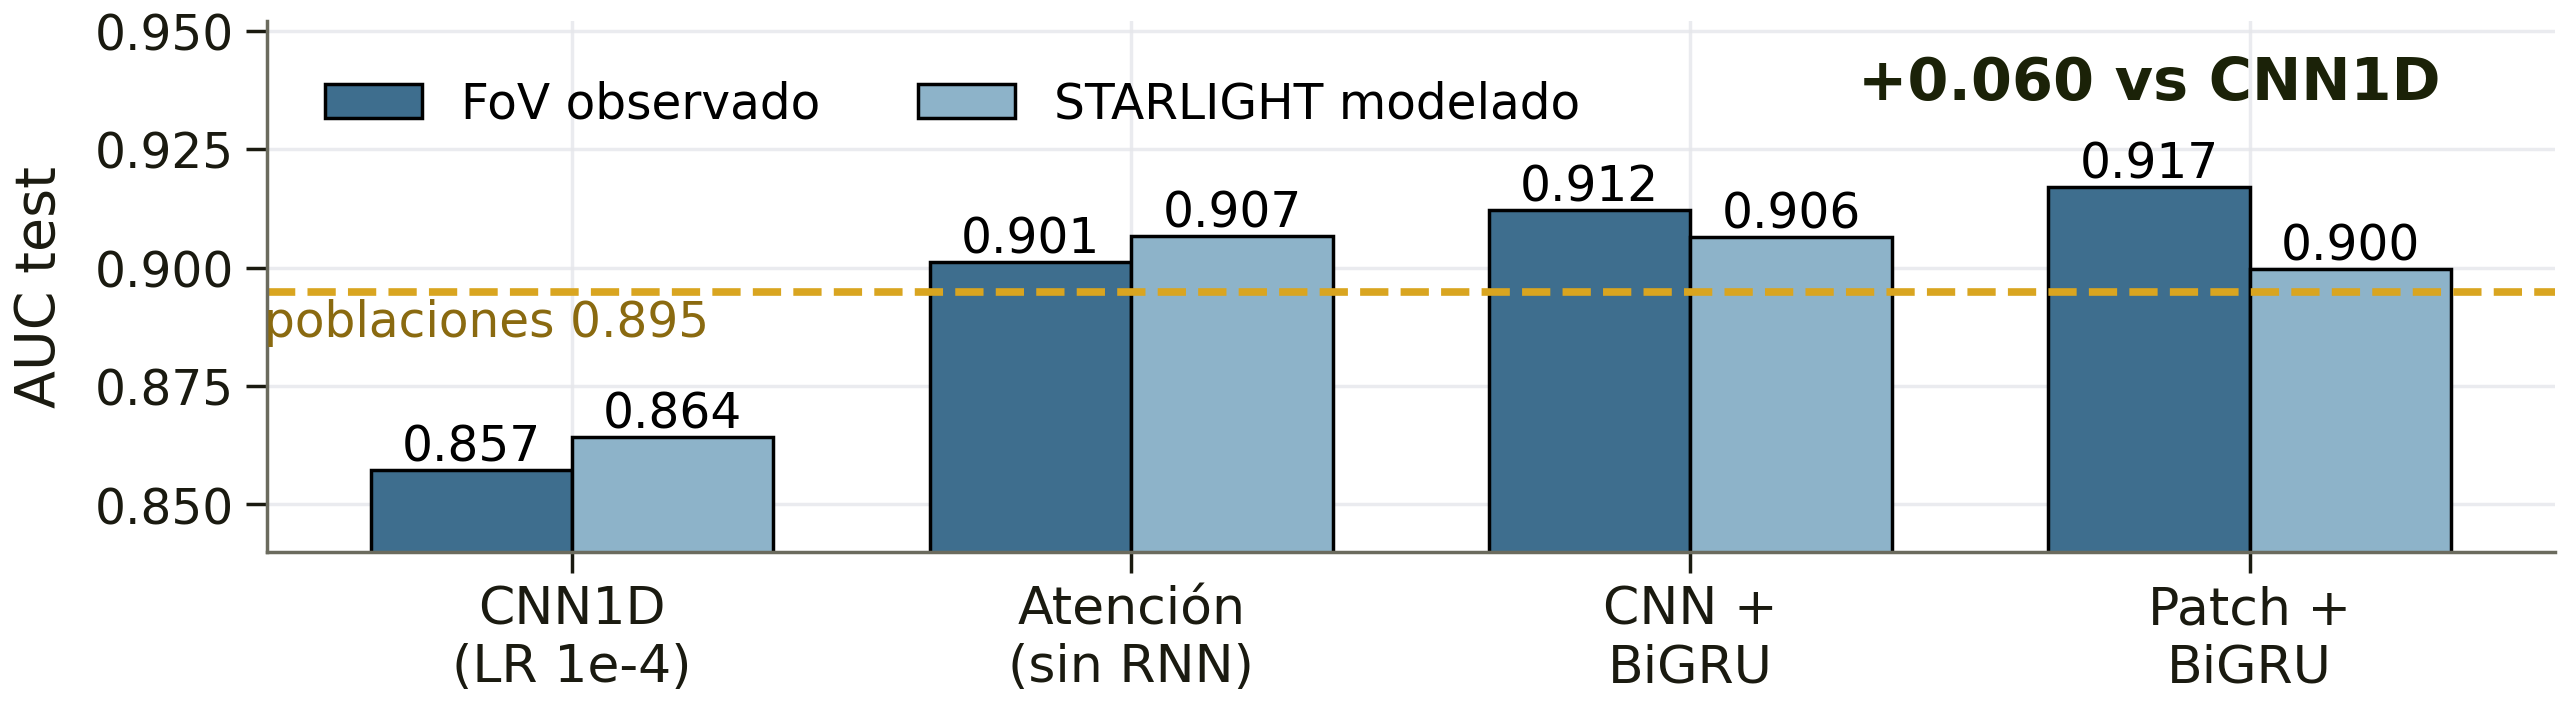 0.950
FoV observado
STARLIGHT modelado
+0.060 vs CNN1D
0.925
0.900
0.875
0.850
AUC test
poblaciones 0.895
0.857
0.864
0.901
0.907
0.912
0.906
0.917
0.900
CNN1D
(LR 1e-4)
Atención
(sin RNN)
CNN +
BiGRU
Patch +
BiGRU